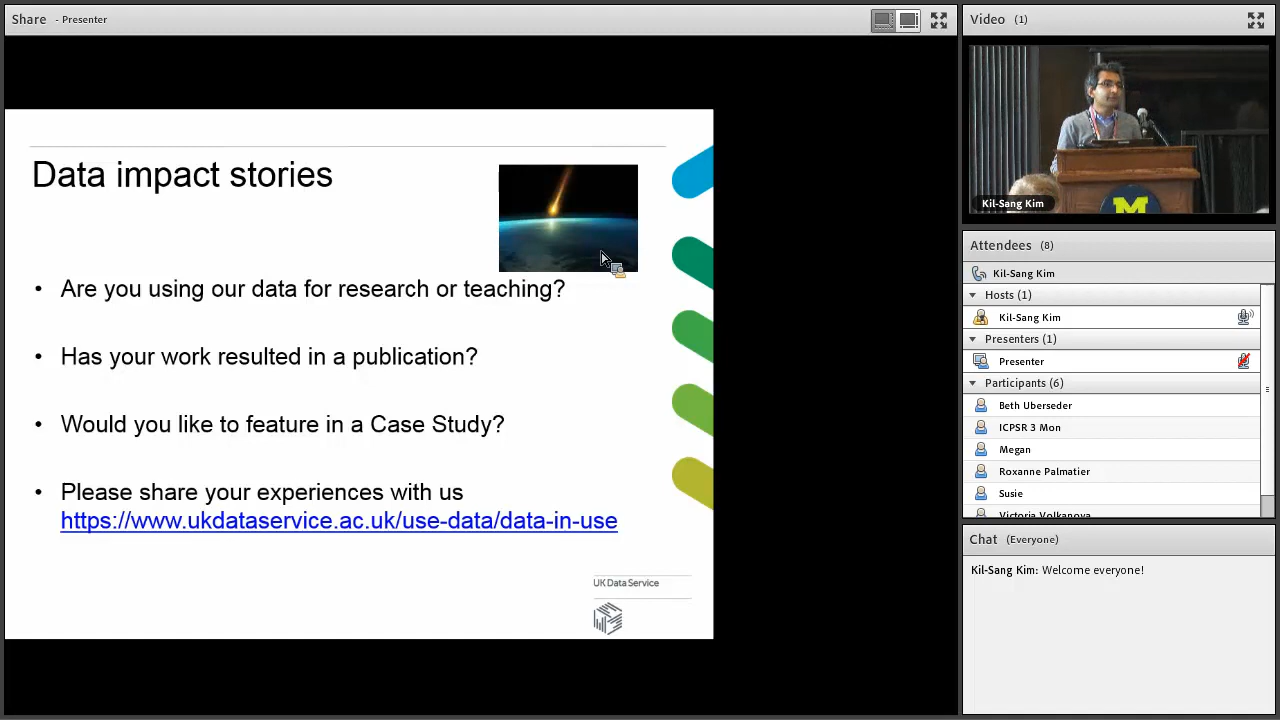 Share - Presenter
Data impact stories
• Are you using our data for research or teaching?
• Has your work resulted in a publication?
• Would you like to feature in a Case Study?
• Please share your experiences with us
https://www.ukdataservice.ac.uk/use-data/data-in-use
UK Data Service
Video (1)
M
Kil-Sang Kim
Attendees (8)
Kil-Sang Kim
Hosts (1)
Kil-Sang Kim
Presenters (1)
Presenter
Participants (6)
Beth Uberseder
ICPSR 3 Mon
Megan
Roxanne Palmatier
Susie
Victoria Volkanova
Chat (Everyone)
Kil-Sang Kim: Welcome everyone!